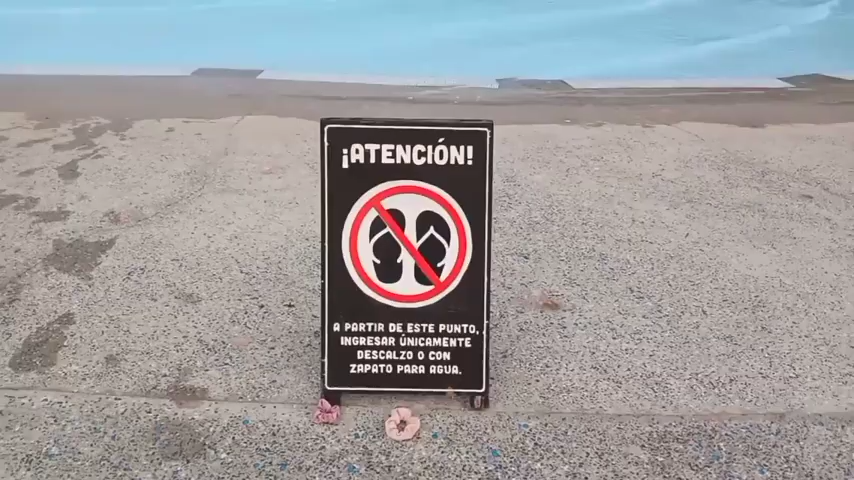 ¡ATENCIÓN!
A PARTIR DE ESTE PUNTO,
INGRESAR ÚNICAMENTE
DESCALZO O CON
ZAPATO PARA AGUA.